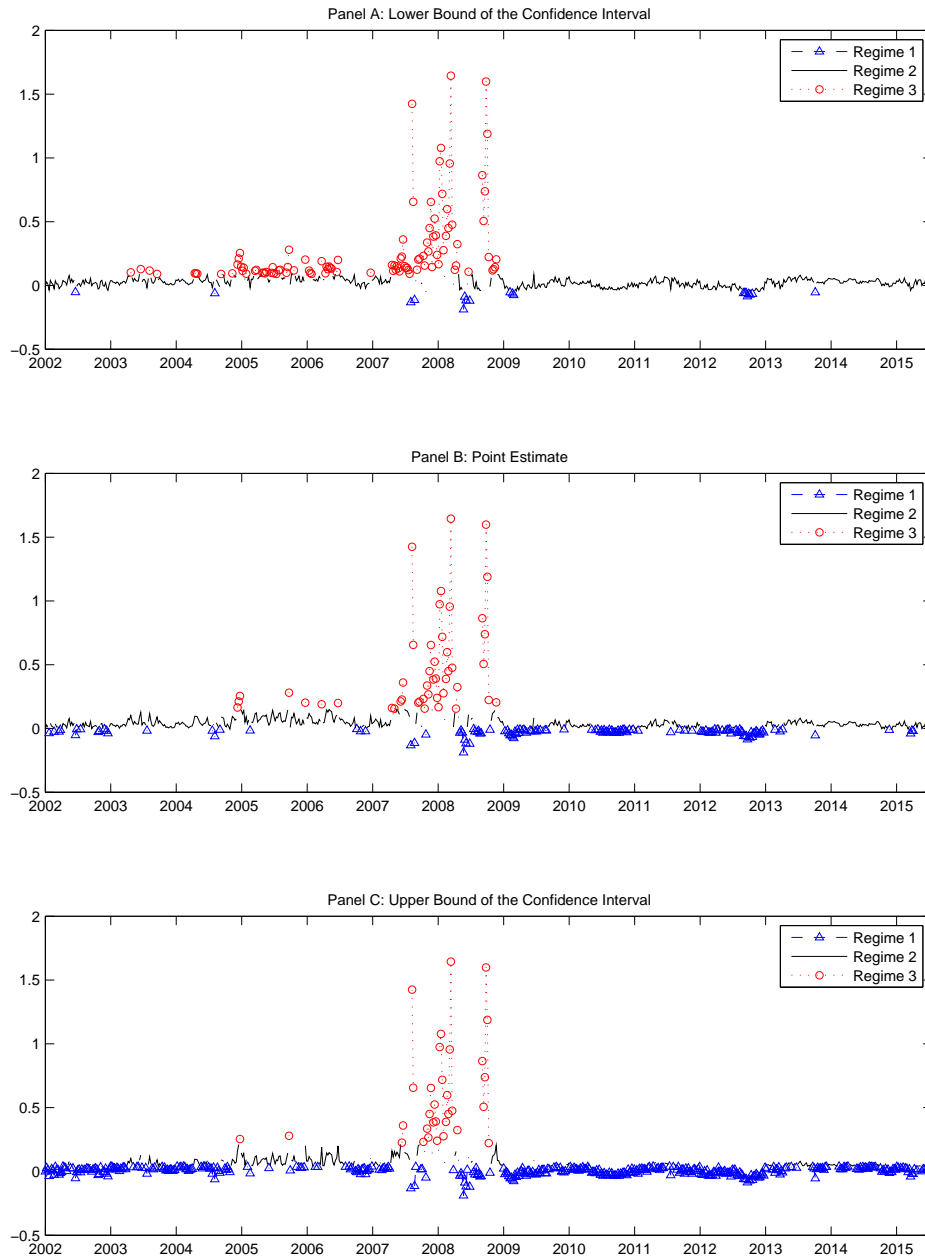 Panel A: Lower Bound of the Confidence Interval
2
1.5
1
0.5
0
−0.5
2002 2003 2004 2005 2006 2007 2008 2009 2010 2011 2012 2013 2014 2015
Regime 1
Regime 2
Regime 3
Panel B: Point Estimate
2
1.5
1
0.5
0
−0.5
2002 2003 2004 2005 2006 2007 2008 2009 2010 2011 2012 2013 2014 2015
Regime 1
Regime 2
Regime 3
Panel C: Upper Bound of the Confidence Interval
2
1.5
1
0.5
0
−0.5
2002 2003 2004 2005 2006 2007 2008 2009 2010 2011 2012 2013 2014 2015
Regime 1
Regime 2
Regime 3